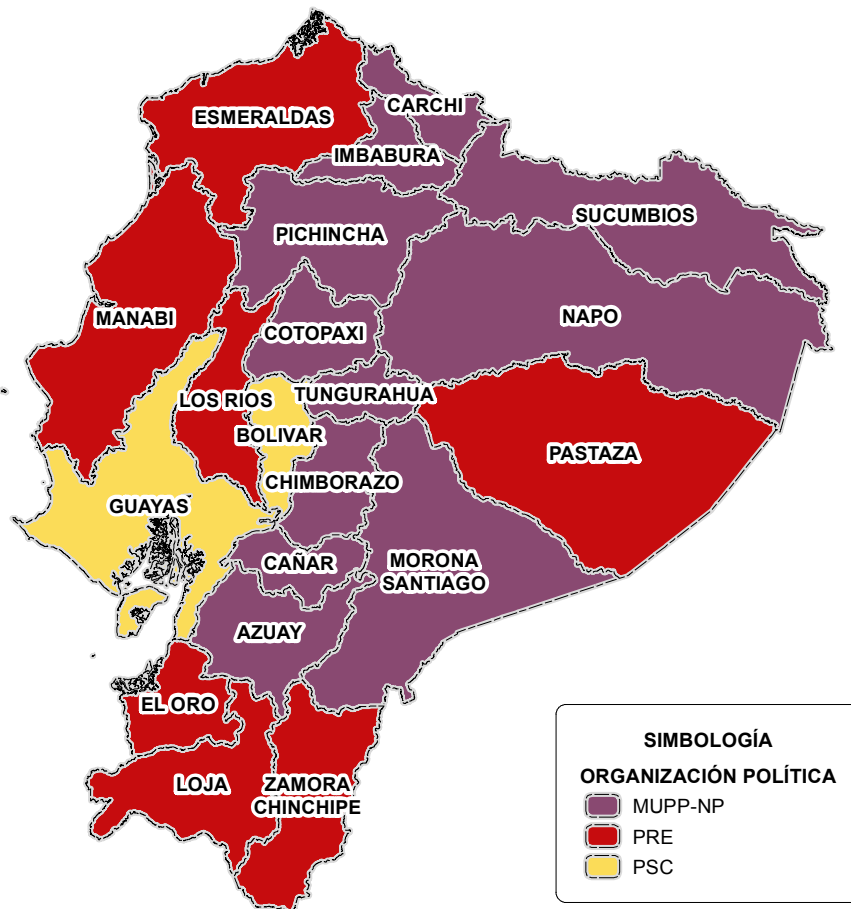 CARCHI
ESMERALDAS
IMBABURA
SUCUMBIOS
PICHINCHA
MANABI
NAPO
COTOPAXI
TUNGURAHUA
LOS RIOS
BOLIVAR
PASTAZA
CHIMBORAZO
GUAYAS
CAÑAR
MORONA
SANTIAGO
AZUAY
EL ORO
LOJA
ZAMORA
CHINCHIPE
SIMBOLOGÍA
ORGANIZACIÓN POLÍTICA
MUPP-NP
PRE
PSC